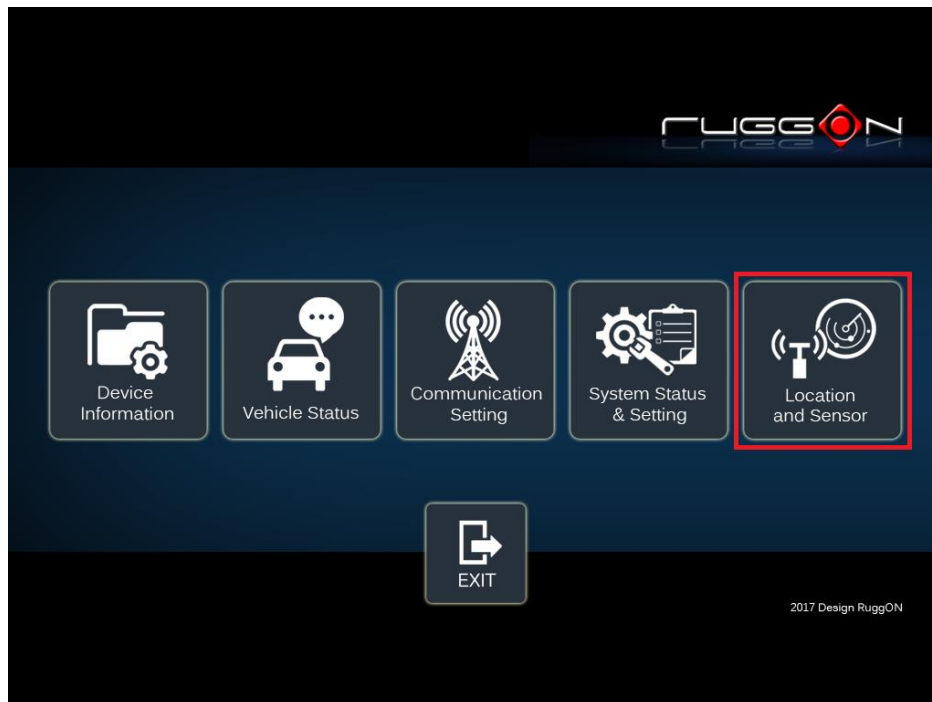 RUGGON
Device
Information
Vehicle Status
Communication
Setting
System Status
& Setting
Location
and Sensor
EXIT
2017 Design RuggON